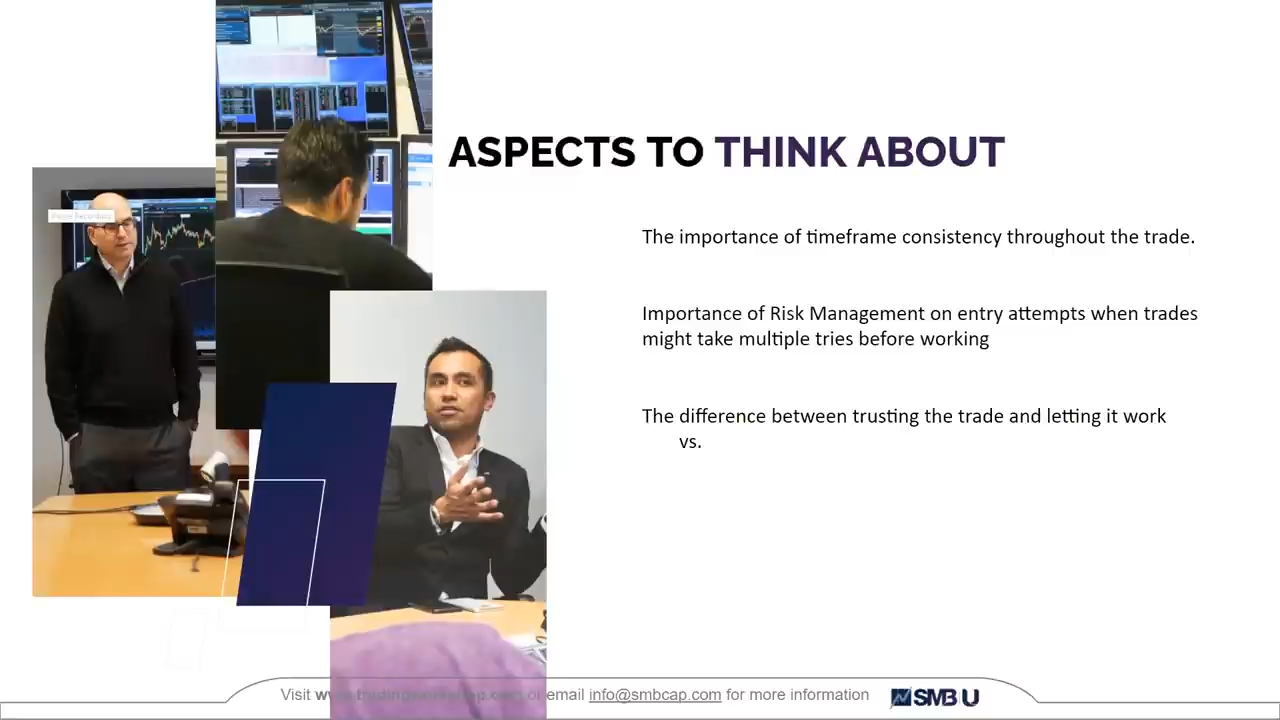 ASPECTS TO THINK ABOUT
The importance of timeframe consistency throughout the trade.
Importance of Risk Management on entry attempts when trades
might take multiple tries before working
The difference between trusting the trade and letting it work
vs.
Visit or email info@smbcap.com for more information
SMB U